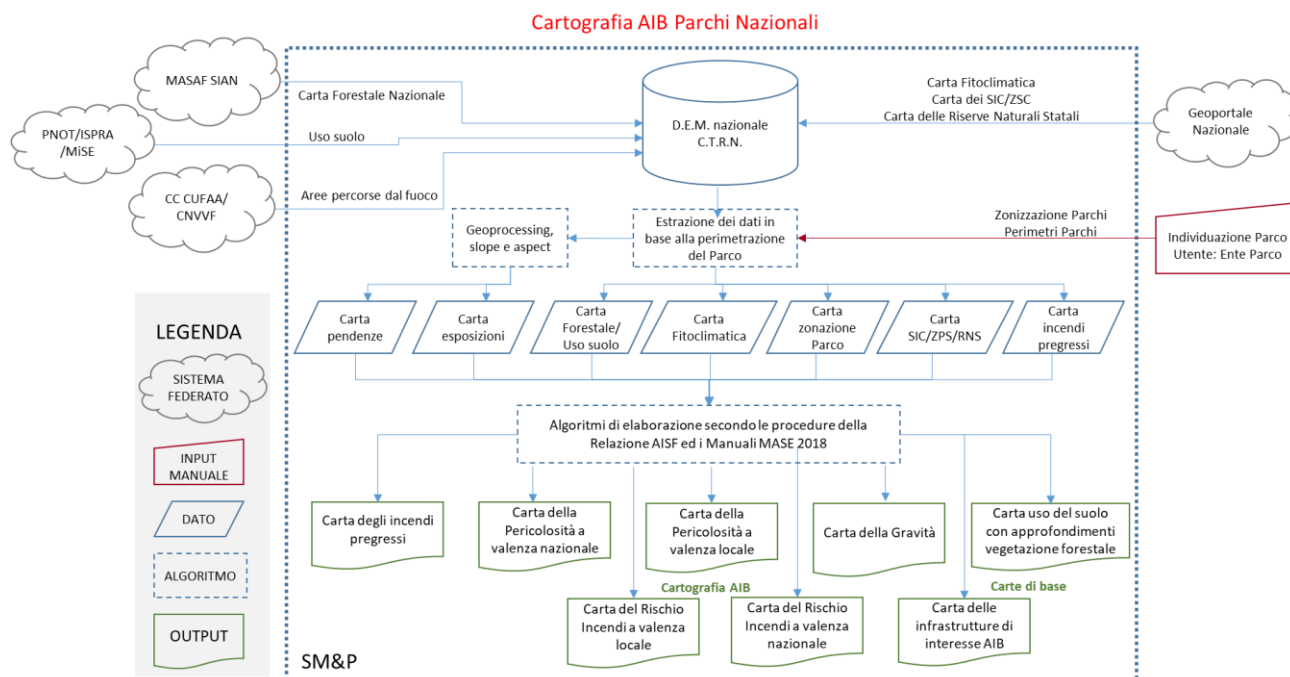 Cartografia AIB Parchi Nazionali
MASAF SIAN
Carta Forestale Nazionale
PNOT/ISPRA
/MiSE
Uso suolo
CC CUFAA/
CNVVF
Aree percorse dal fuoco
D.E.M. nazionale
C.T.R.N.
Carta Fitoclimatica
Carta dei SIC/ZSC
Carta delle Riserve Naturali Statali
Geoportale
Nazionale
Geoprocessing,
slope e aspect
Estrazione dei dati in
base alla perimetrazione
del Parco
Zonizzazione Parchi
Perimetri Parchi
Individuazione Parco
Utente: Ente Parco
Carta
pendenze
Carta
esposizioni
Carta
Forestale/
Uso suolo
Carta
Fitoclimatica
Carta
zonazione
Parco
Carta
SIC/ZPS/RNS
Carta
incendi
pregressi
LEGENDA
SISTEMA
FEDERATO
INPUT
MANUALE
DATO
ALGORITMO
OUTPUT
Algoritmi di elaborazione secondo le procedure della
Relazione AISF ed i Manuali MASE 2018
Carta degli incendi
pregressi
Carta della
Pericolosità a
valenza nazionale
Carta della
Pericolosità a
valenza locale
Carta della Gravità
Carta uso del suolo
con approfondimenti
vegetazione forestale
Cartografia AIB
Carte di base
Carta del Rischio
Incendi a valenza
locale
Carta del Rischio
Incendi a valenza
nazionale
Carta delle
infrastrutture di
interesse AIB
SM&P